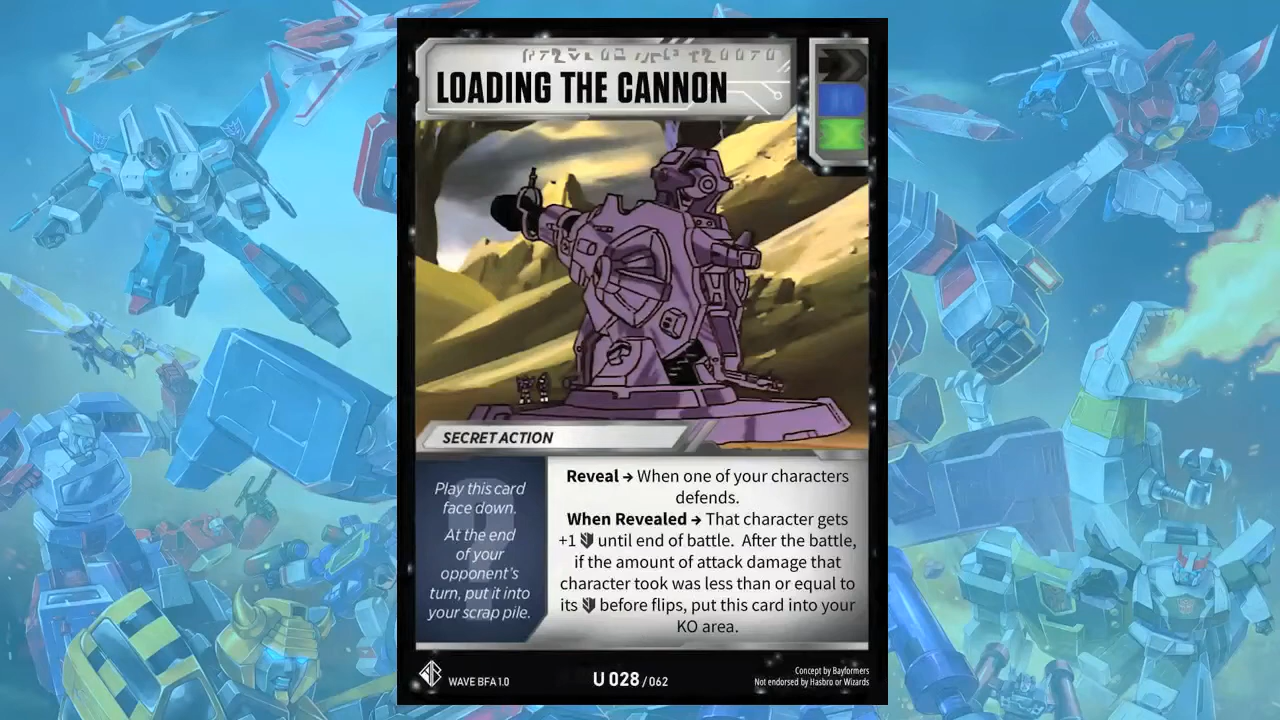 LOADING THE CANNON
SECRET ACTION
Play this card
face down.
At the end
of your
opponent's
turn, put it into
your scrap pile.
Reveal → When one of your characters
defends.
When Revealed → That character gets
+1 until end of battle. After the battle,
if the amount of attack damage that
character took was less than or equal to
its before flips, put this card into your
KO area.
WAVE BFA 1.0
U 028 / 062
Concept by Bayformers
Not endorsed by Hasbro or Wizards